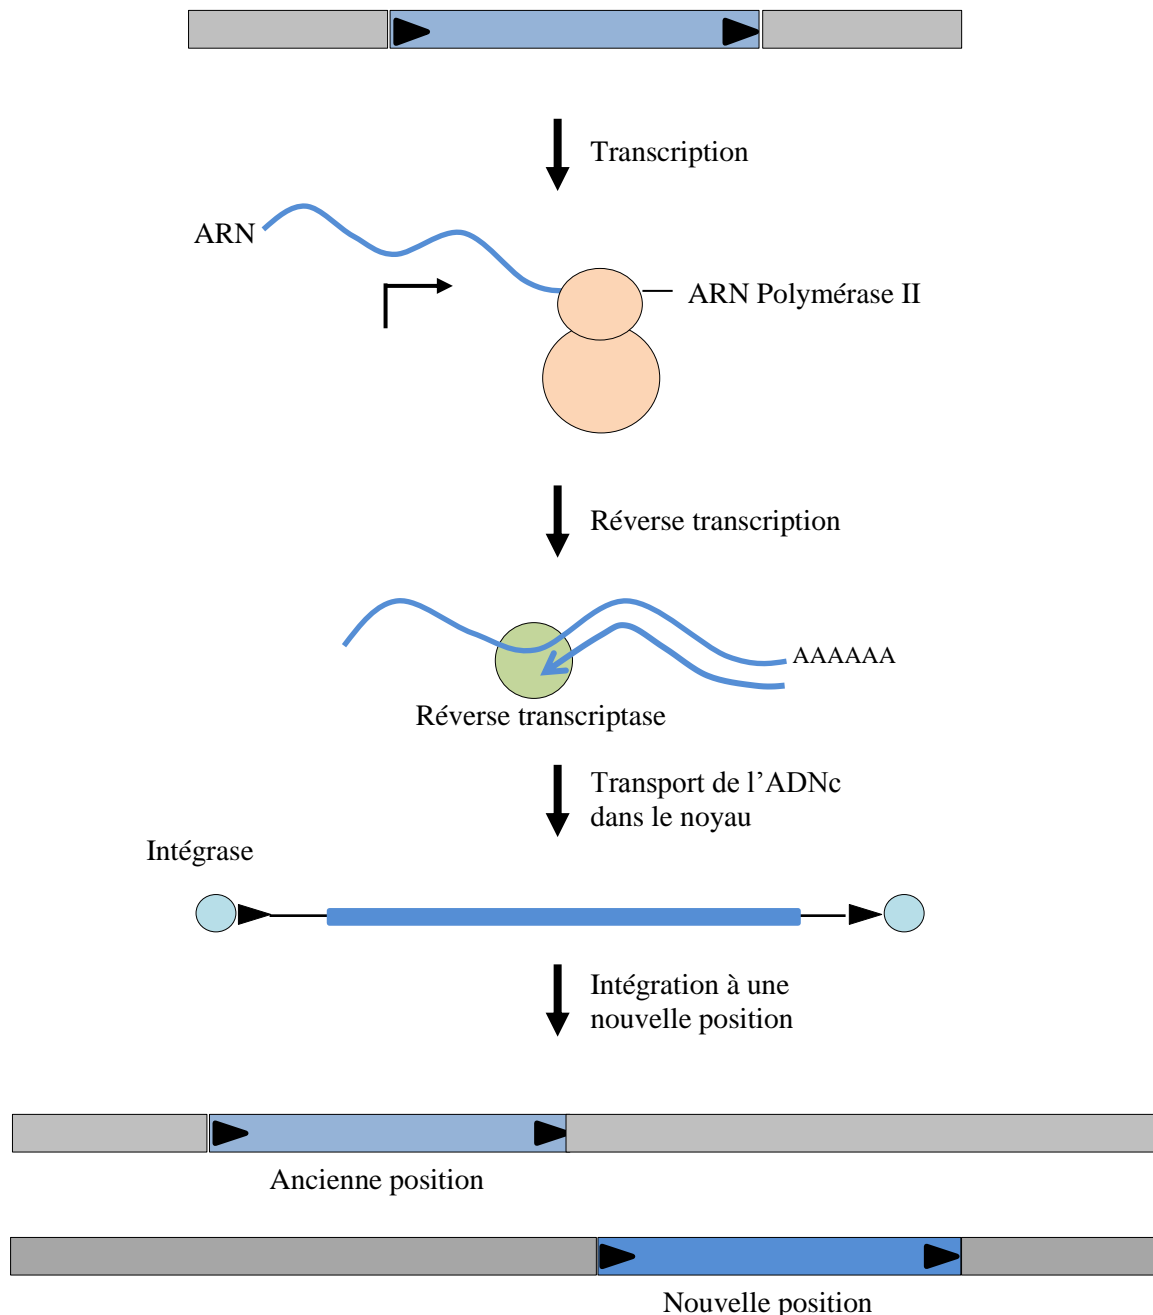 Transcription
ARN
ARN Polymérase II
Réverse transcription
AAAAAA
Réverse transcriptase
Transport de l’ADNc
dans le noyau
Intégrase
Intégration à une
nouvelle position
Ancienne position
Nouvelle position